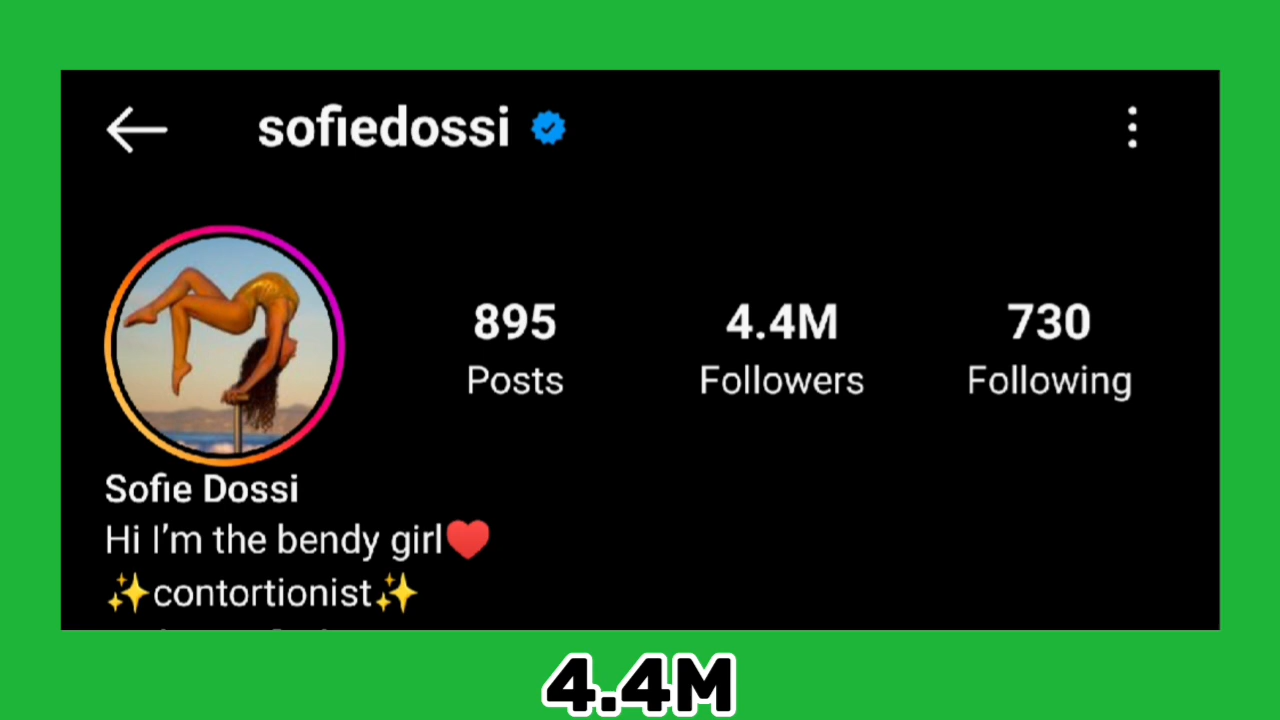 sofiedossi
895 4.4M 730
Posts Followers Following
Sofie Dossi
Hi I'm the bendy girl♥️
✨contortionist✨
4.4M